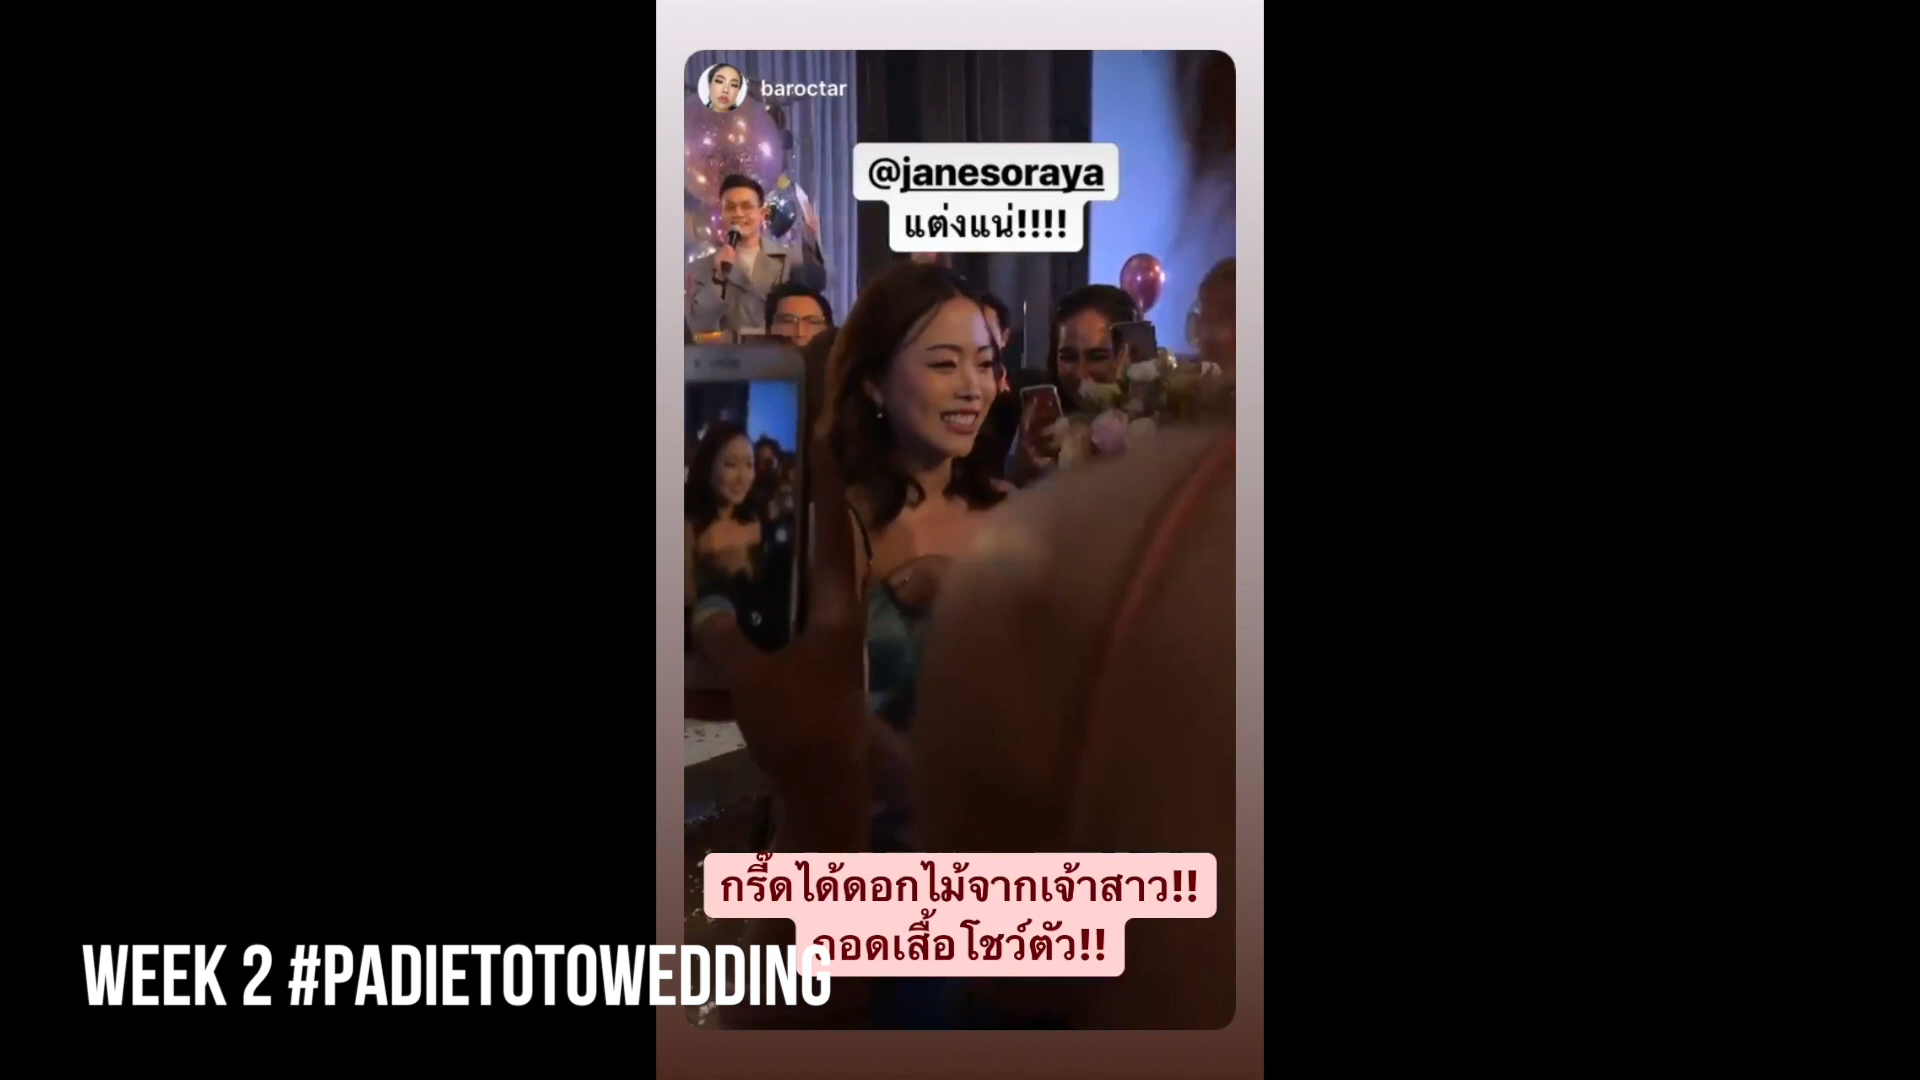 baroctar
@janesoraya
แต่งแน่!!!!
กรี๊ดได้ดอกไม้จากเจ้าสาว!!
ถอดเสื้อโชว์ตัว!!
WEEK 2 #PADIETOTOWEDDING